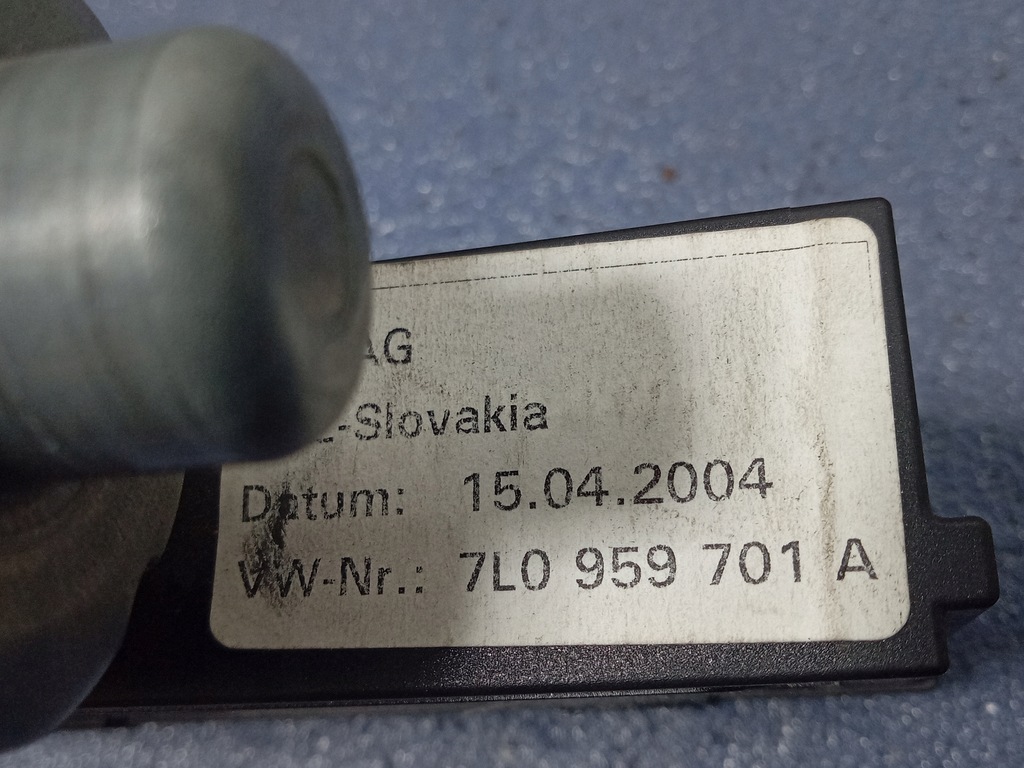 AG
-Slovakia
Datum: 15.04.2004
VW-Nr.: 7L0 959 701 A